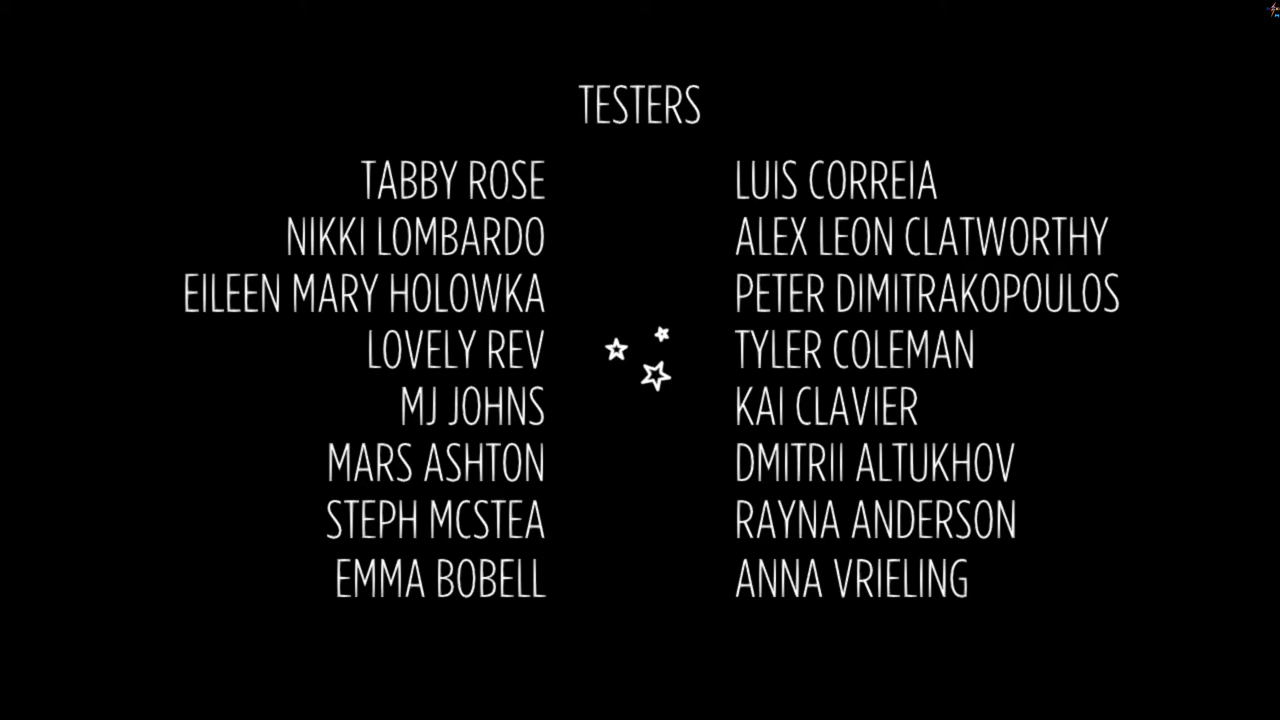 TESTERS
TABBY ROSE
NIKKI LOMBARDO
EILEEN MARY HOLOWKA
LOVELY REV
MJ JOHNS
MARS ASHTON
STEPH MCSTEA
EMMA BOBELL
LUIS CORREIA
ALEX LEON CLATWORTHY
PETER DIMITRAKOPOULOS
TYLER COLEMAN
KAI CLAVIER
DMITRII ALTUKHOV
RAYNA ANDERSON
ANNA VRIELING